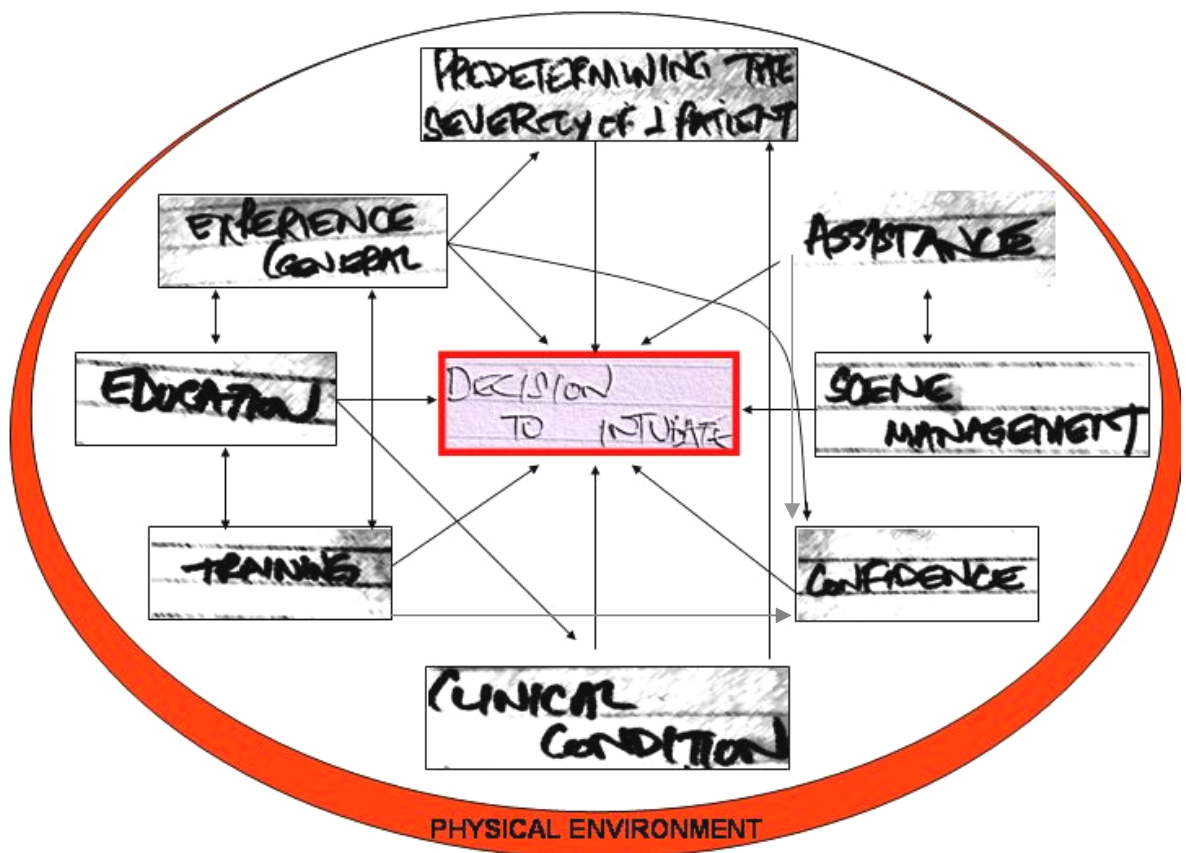 PREDETERMINING THE
SEVERITY OF A PATIENT
EXPERIENCE
GENERAL
ASSISTANCE
EDUCATION
DECISION
TO INTUBATE
SCENE
MANAGEMENT
TRAINING
CONFIDENCE
CLINICAL
CONDITION
PHYSICAL ENVIRONMENT